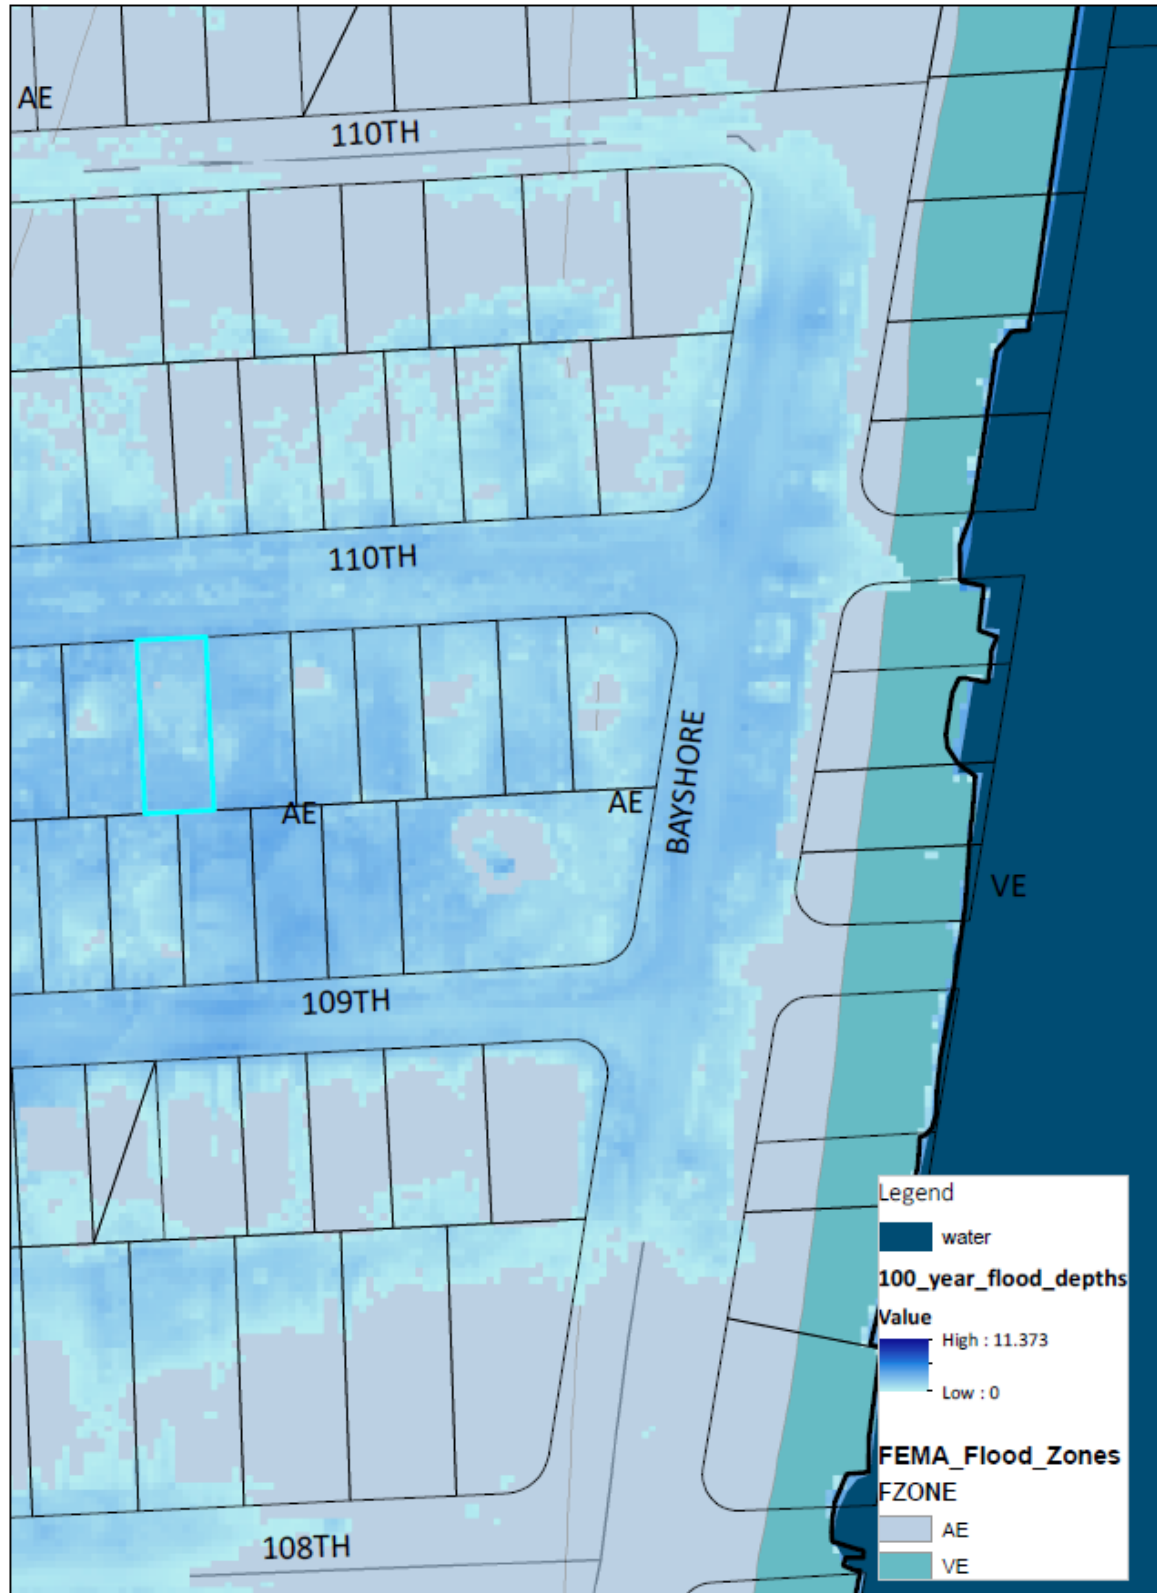 AE
110TH
110TH
BAYSHORE
AE
AE
VE
109TH
108TH
Legend
water
100_year_flood_depths
Value
High : 11.373
Low : 0
FEMA_Flood_Zones
FZONE
AE
VE